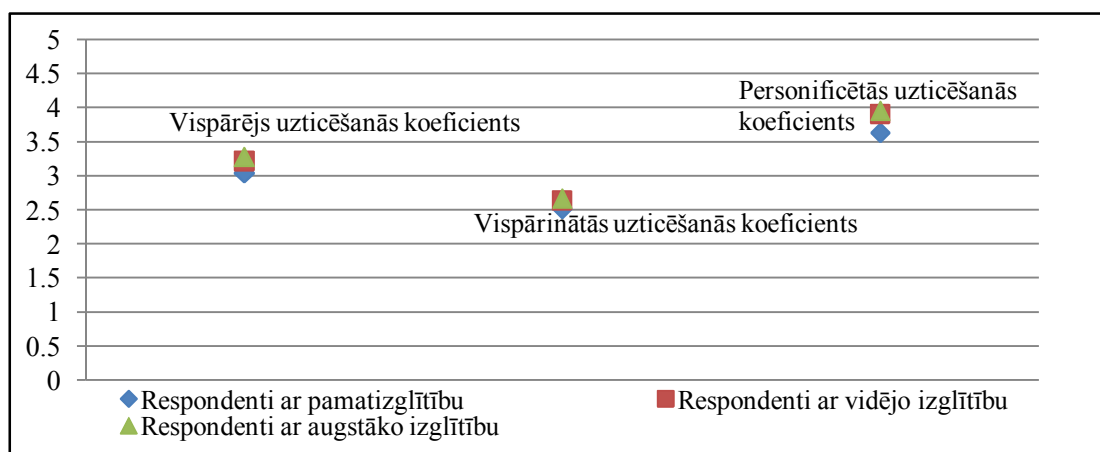 5
4.5
4
3.5
3
2.5
2
1.5
1
0.5
0
Vispārējs uzticēšanās koeficients
Vispārinātās uzticēšanās koeficients
Personificētās uzticēšanās
koeficients
Respondenti ar pamatizglītību
Respondenti ar vidējo izglītību
Respondenti ar augstāko izglītību